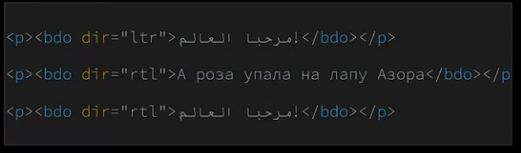 <p><bdo dir="ltr">مرحبا العالم!</bdo></p>
<p><bdo dir="rtl">А роза упала на лапу Азора</bdo></p
<p><bdo dir="rtl">مرحبا العالم!</bdo></p>